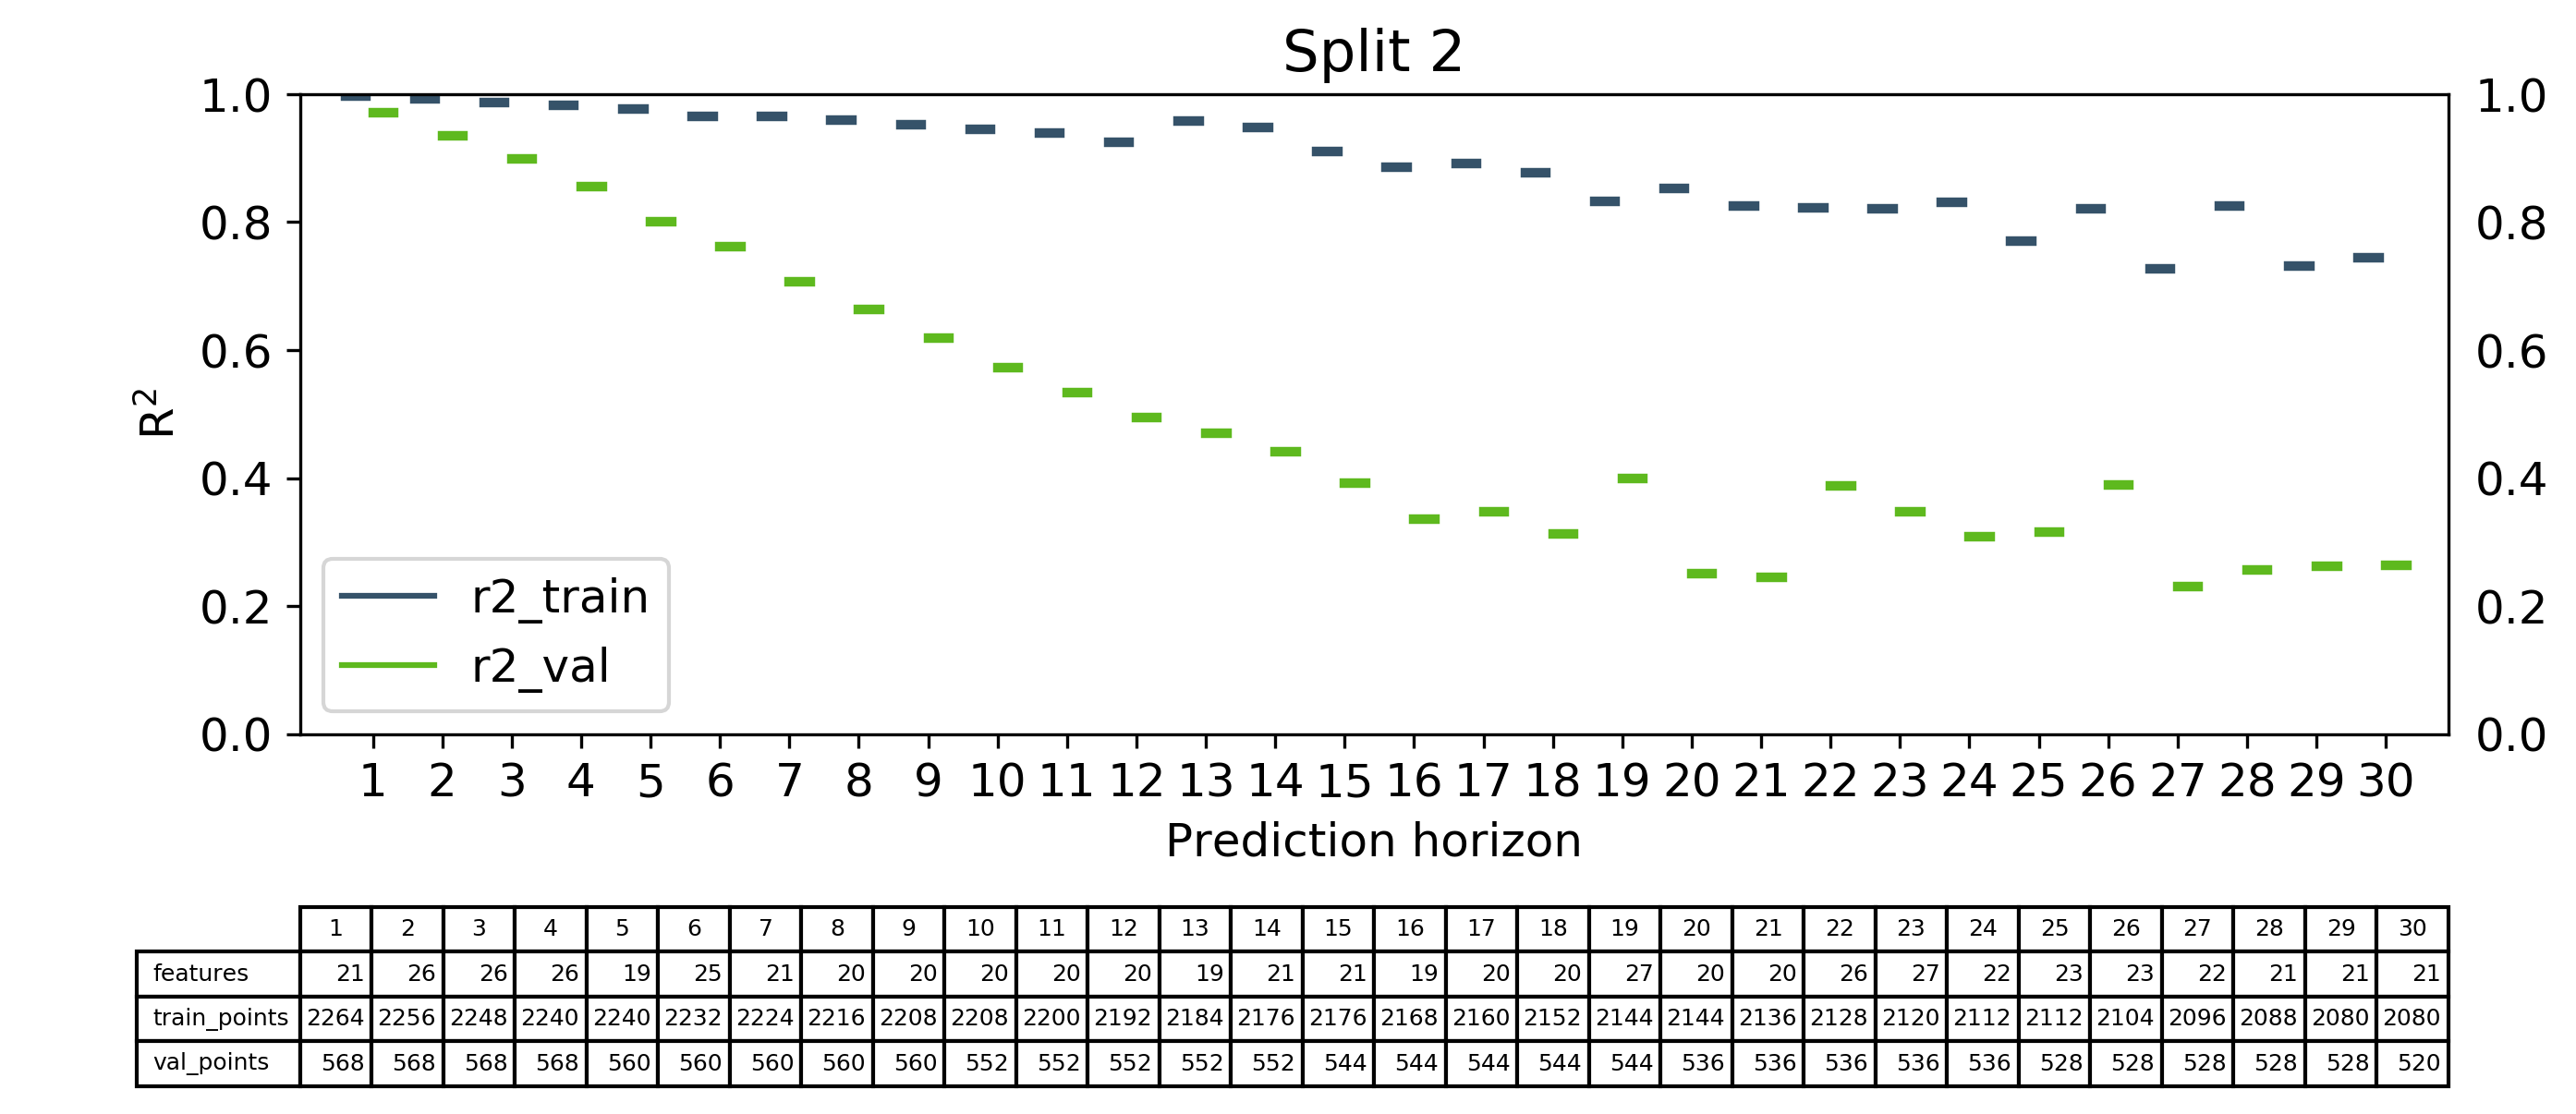 Split 2
1.0 1.0
0.8 0.8
0.6 0.6
R²
0.4 0.4
r2_train
0.2 0.2
r2_val
0.0 0.0
1 2 3 4 5 6 7 8 9 10 11 12 13 14 15 16 17 18 19 20 21 22 23 24 25 26 27 28 29 30
Prediction horizon
1 2 3 4 5 6 7 8 9 10 11 12 13 14 15 16 17 18 19 20 21 22 23 24 25 26 27 28 29 30
features 21 26 26 26 19 25 21 20 20 20 20 20 19 21 21 19 20 20 27 20 20 26 27 22 23 23 22 21 21 21
train_points 2264 2256 2248 2240 2240 2232 2224 2216 2208 2208 2200 2192 2184 2176 2176 2168 2160 2152 2144 2144 2136 2128 2120 2112 2112 2104 2096 2088 2080 2080
val_points 568 568 568 568 560 560 560 560 560 552 552 552 552 552 544 544 544 544 544 536 536 536 536 536 528 528 528 528 528 520